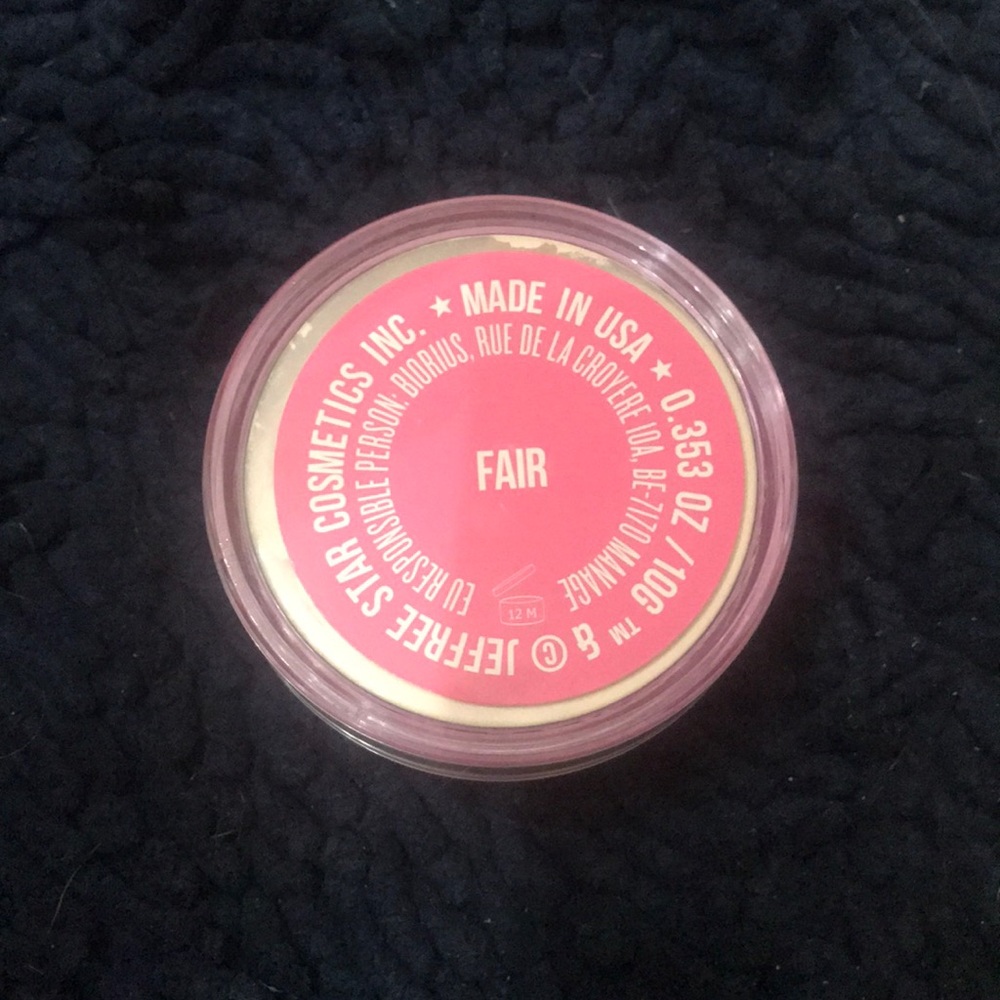 ™ & © JEFFREE STAR COSMETICS INC. ★ MADE IN USA ★ 0.353 OZ / 10G
EU RESPONSIBLE PERSON: BIORIUS, RUE DE LA CROYERE 10A, BE-7170 MANAGE
FAIR
12 M